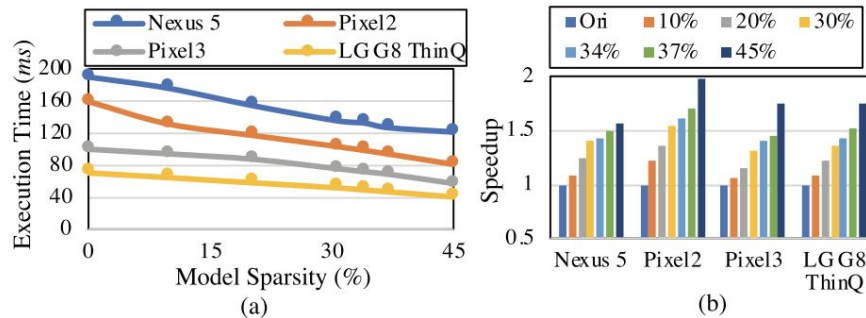 Nexus 5 Pixel2
Pixel3 LG G8 ThinQ
200
160
120
80
40
0
Execution Time (ms)
0 15 30 45
Model Sparsity (%)
(a)
Ori 10% 20% 30%
34% 37% 45%
2
1.5
1
0.5
Speedup
Nexus 5 Pixel2 Pixel3 LG G8
ThinQ
(b)